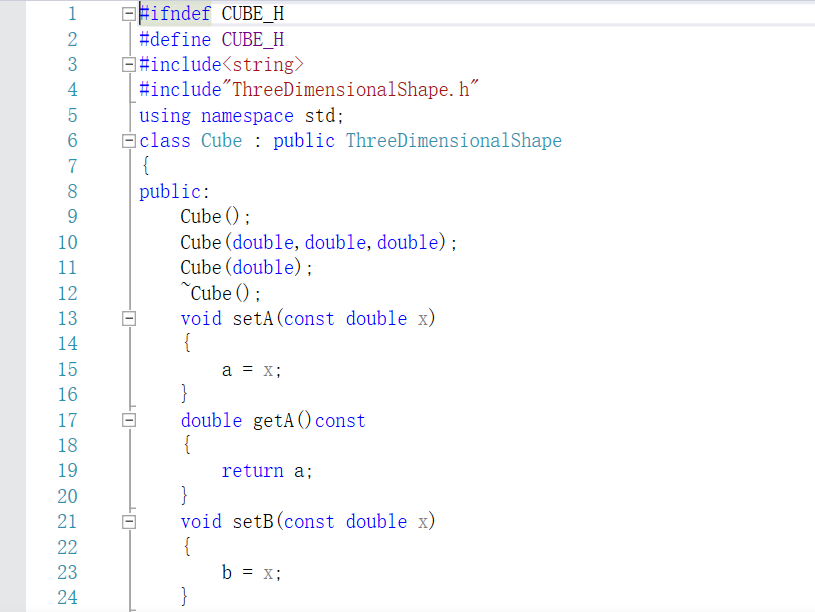 1 #ifndef CUBE_H
2 #define CUBE_H
3 #include<string>
4 #include"ThreeDimensionalShape.h"
5 using namespace std;
6 class Cube : public ThreeDimensionalShape
7 {
8 public:
9 Cube();
10 Cube(double,double,double);
11 Cube(double);
12 ~Cube();
13 void setA(const double x)
14 {
15 a = x;
16 }
17 double getA()const
18 {
19 return a;
20 }
21 void setB(const double x)
22 {
23 b = x;
24 }